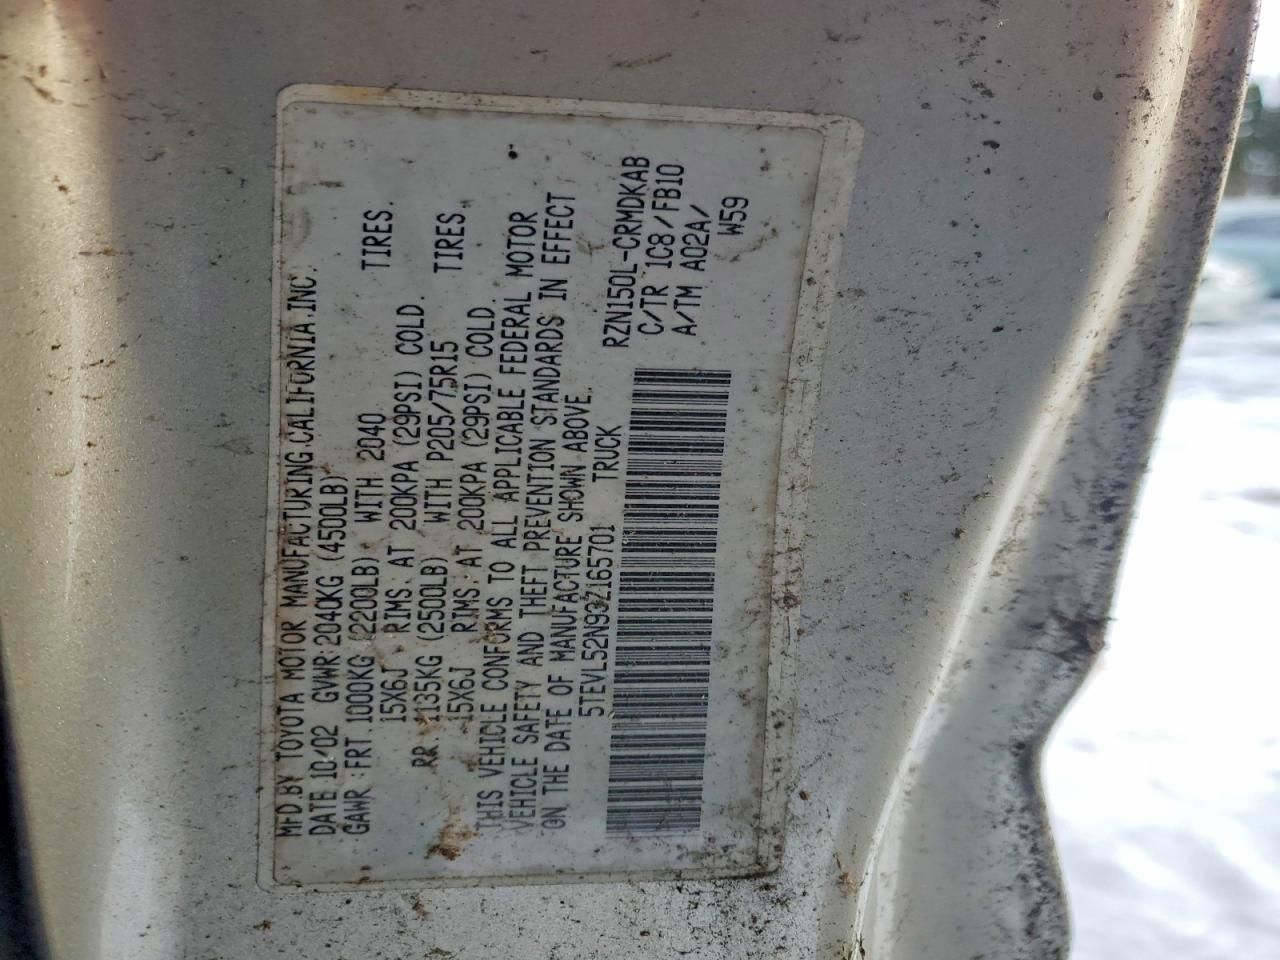 MFD.BY TOYOTA MOTOR MANUFACTURING,CALIFORNIA,INC.
DATE:10/02 GVWR:2040KG (4500LB)
GAWR:FRT.1000KG (2200LB) WITH 2040 TIRES.
15X6J RIMS, AT 200KPA (29PSI) COLD.
RR.1135KG (2500LB) WITH P205/75R15 TIRES,
15X6J RIMS, AT 200KPA (29PSI) COLD.
THIS VEHICLE CONFORMS TO ALL APPLICABLE FEDERAL MOTOR
VEHICLE SAFETY AND THEFT PREVENTION STANDARDS IN EFFECT
ON THE DATE OF MANUFACTURE SHOWN ABOVE.
5TEVL52N93Z165701 TRUCK
RZN150L-CRMDKAB
C/TR 1C8/FB10
A/TM A02A/
W59